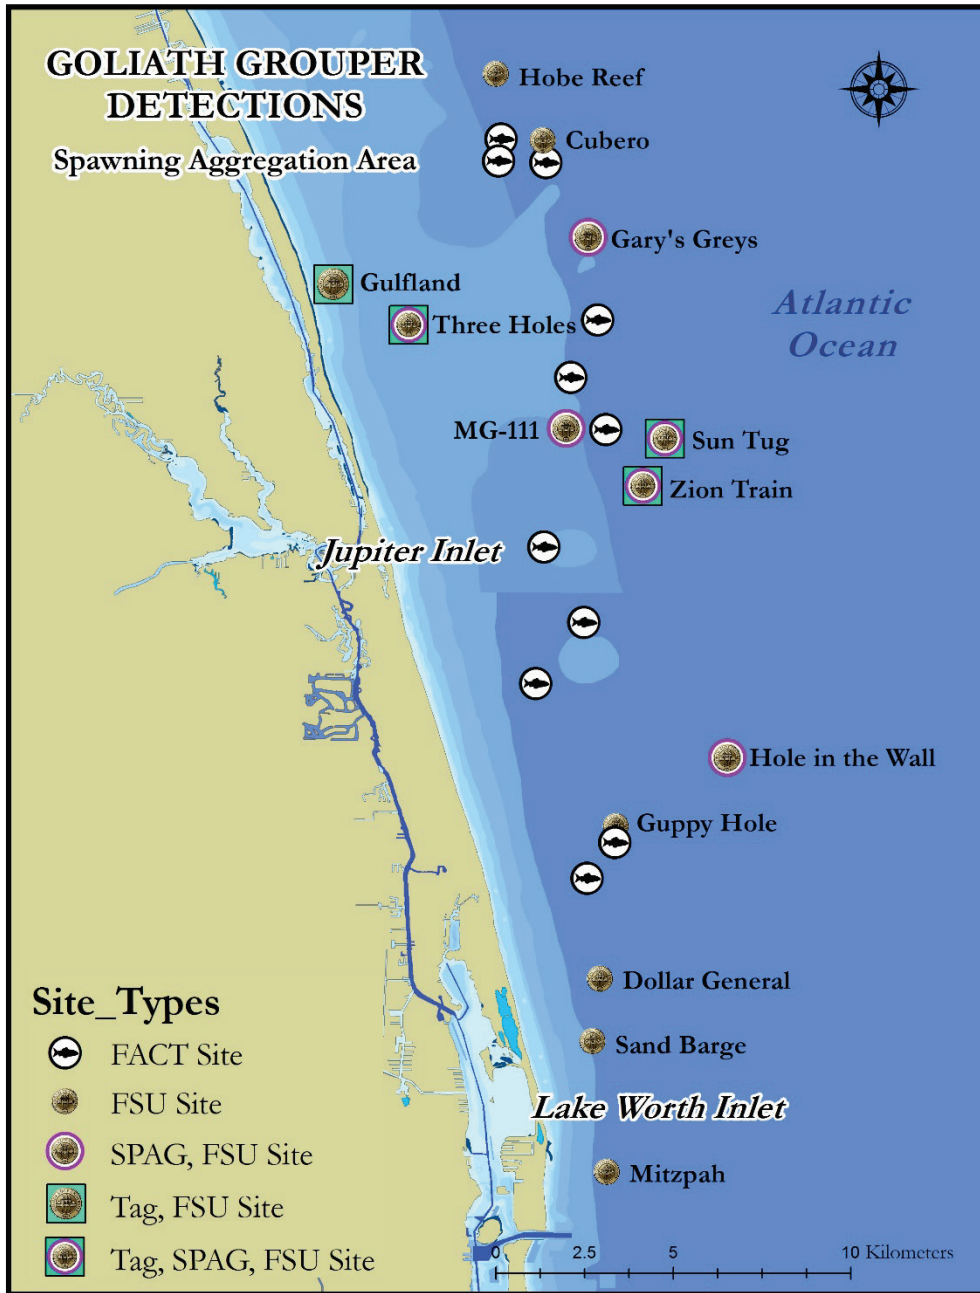 GOLIATH GROUPER
DETECTIONS
Spawning Aggregation Area
Hobe Reef
Cubero
Gary's Greys
Gulfland
Three Holes
Atlantic
Ocean
MG-111
Sun Tug
Zion Train
Jupiter Inlet
Hole in the Wall
Guppy Hole
Dollar General
Sand Barge
Lake Worth Inlet
Mitzpah
Site_Types
FACT Site
FSU Site
SPAG, FSU Site
Tag, FSU Site
Tag, SPAG, FSU Site
0 2.5 5 10 Kilometers